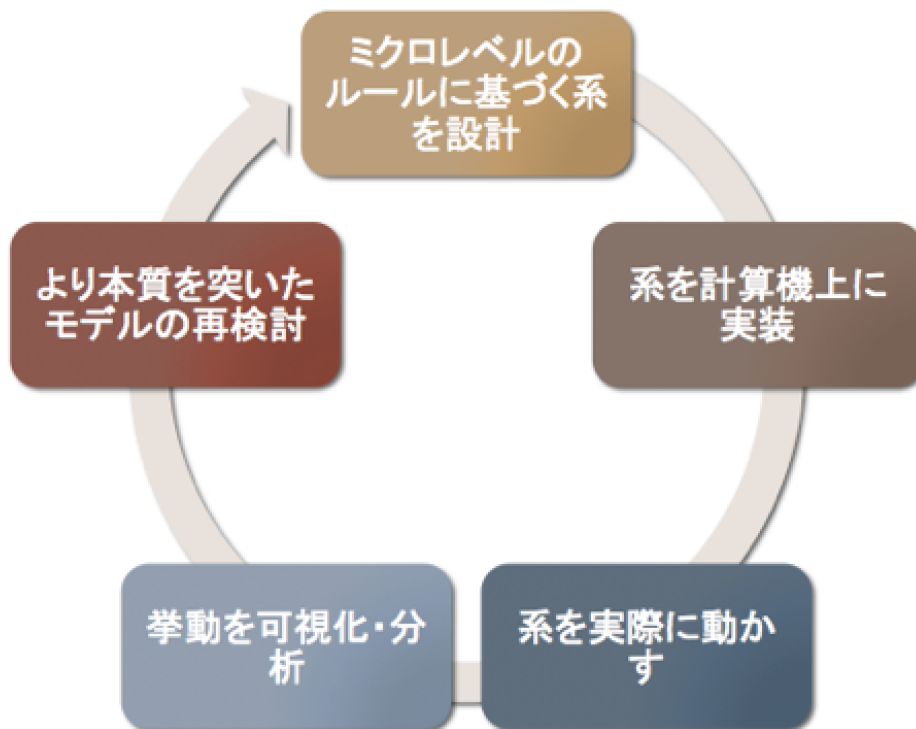 ミクロレベルの
ルールに基づく系
を設計
系を計算機上に
実装
系を実際に動か
す
挙動を可視化・分
析
より本質を突いた
モデルの再検討